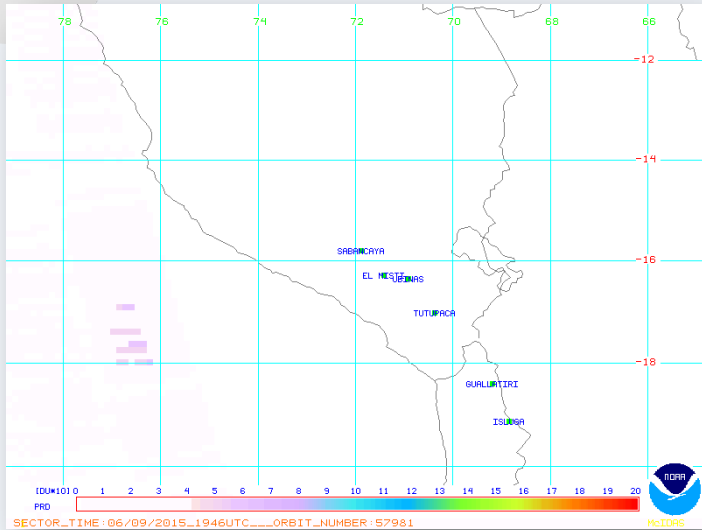 78 76 72 70 68 66
-12
-14
SABANCAYA
-16
EL MISTI UBINAS
TUTUPACA
-18
GUALLATIRI
ISLUGA
[DU*10] 0 1 2 3 4 5 6 7 8 9 10 11 12 13 14 15 16 17 18 19 20
PRD
NOAA
SECTOR_TIME:06/09/2015_1946UTC___ORBIT_NUMBER:57981
McIDAS